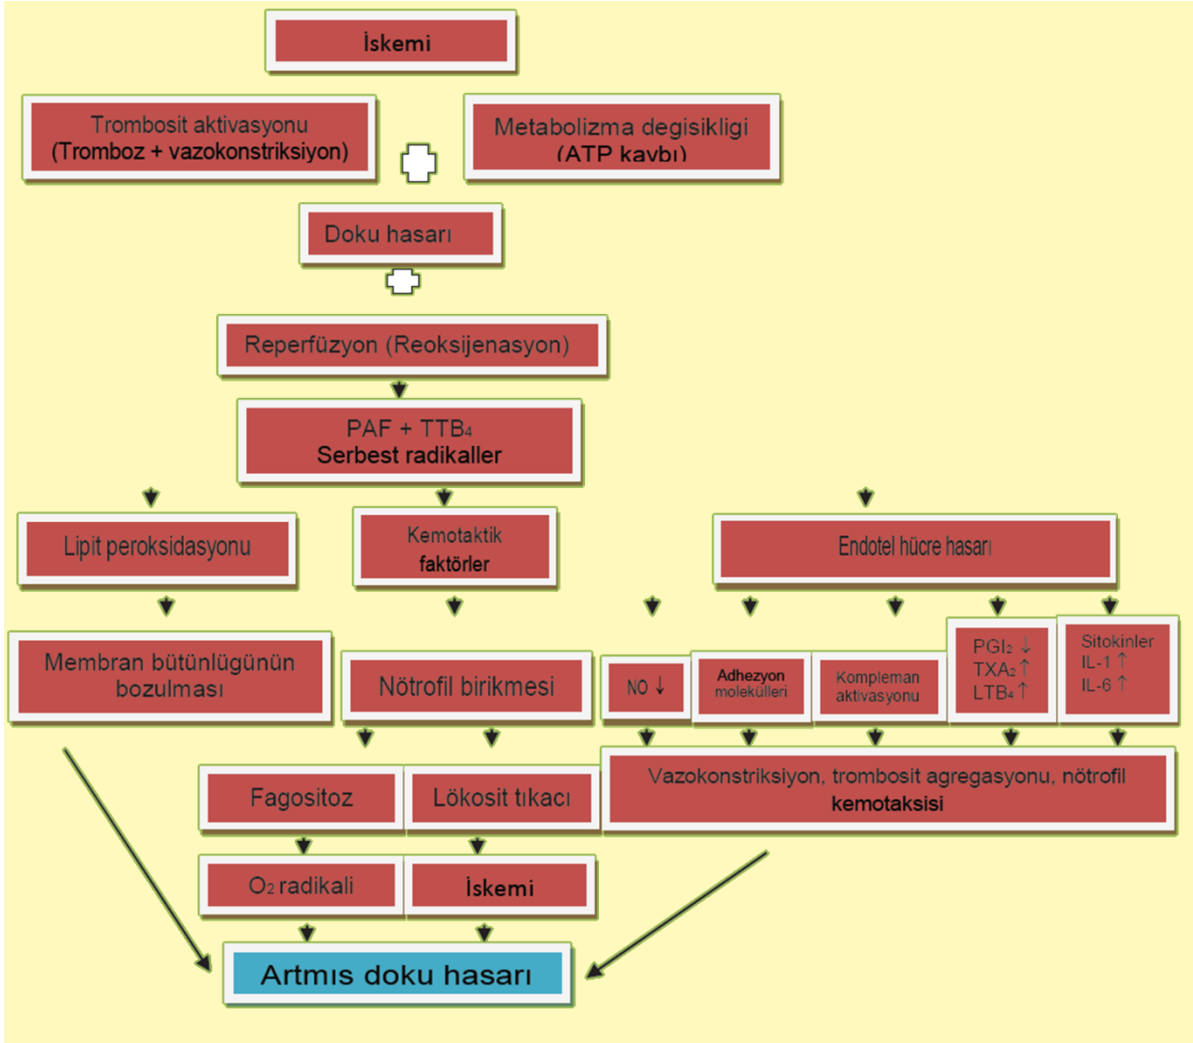 İskemi
Trombosit aktivasyonu
(Tromboz + vazokonstriksiyon)
Metabolizma degisikligi
(ATP kaybı)
Doku hasarı
Reperfüzyon (Reoksijenasyon)
PAF + TTB₄
Serbest radikaller
Lipit peroksidasyonu
Kemotaktik
faktörler
Endotel hücre hasarı
Membran bütünlügünün
bozulması
Nötrofil birikmesi
NO ↓
Adhezyon
molekülleri
Kompleman
aktivasyonu
PGI₂ ↓
TXA₂ ↑
LTB₄ ↑
Sitokinler
IL-1 ↑
IL-6 ↑
Fagositoz
Lökosit tıkacı
Vazokonstriksiyon, trombosit agregasyonu, nötrofil
kemotaksisi
O₂ radikali
İskemi
Artmıs doku hasarı